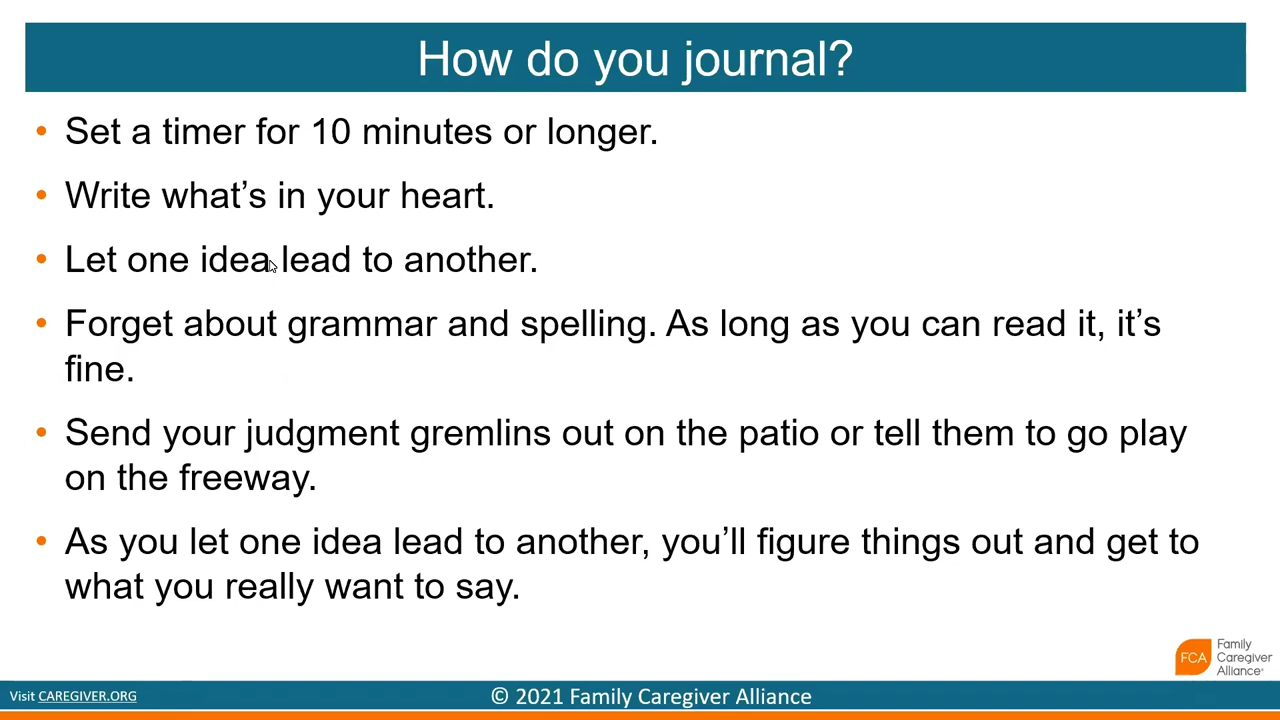 How do you journal?
• Set a timer for 10 minutes or longer.
• Write what’s in your heart.
• Let one idea lead to another.
• Forget about grammar and spelling. As long as you can read it, it’s
fine.
• Send your judgment gremlins out on the patio or tell them to go play
on the freeway.
• As you let one idea lead to another, you’ll figure things out and get to
what you really want to say.
FCA
Family
Caregiver
Alliance®
Visit CAREGIVER.ORG
© 2021 Family Caregiver Alliance